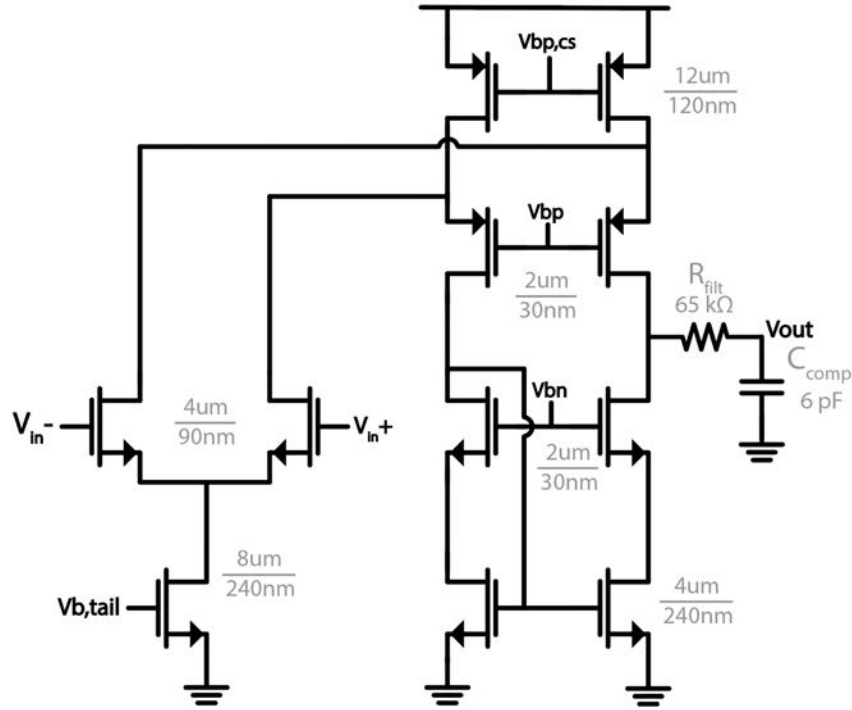 Vbp,cs
12um
120nm
Vbp
2um
30nm
Rfilt
65 kΩ
Vout
Ccomp
6 pF
Vin-
4um
90nm
Vin+
Vbn
2um
30nm
8um
240nm
Vb,tail
4um
240nm